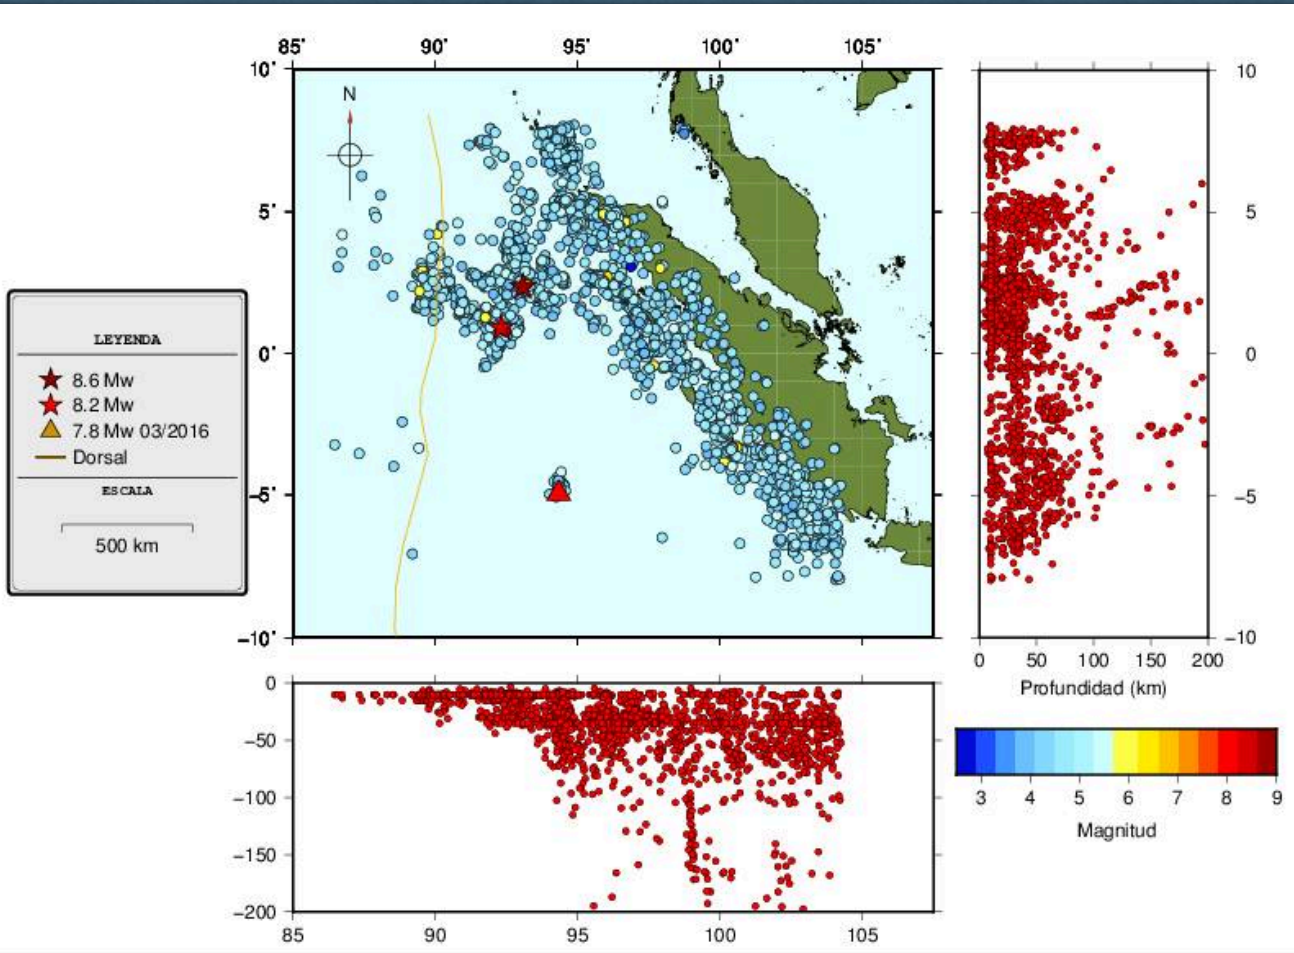 85° 90° 95° 100° 105°
10°
5°
0°
−5°
−10°
N
LEYENDA
8.6 Mw
8.2 Mw
7.8 Mw 03/2016
Dorsal
ESCALA
500 km
10
5
0
−5
−10
0 50 100 150 200
Profundidad (km)
0
−50
−100
−150
−200
85 90 95 100 105
3 4 5 6 7 8 9
Magnitud